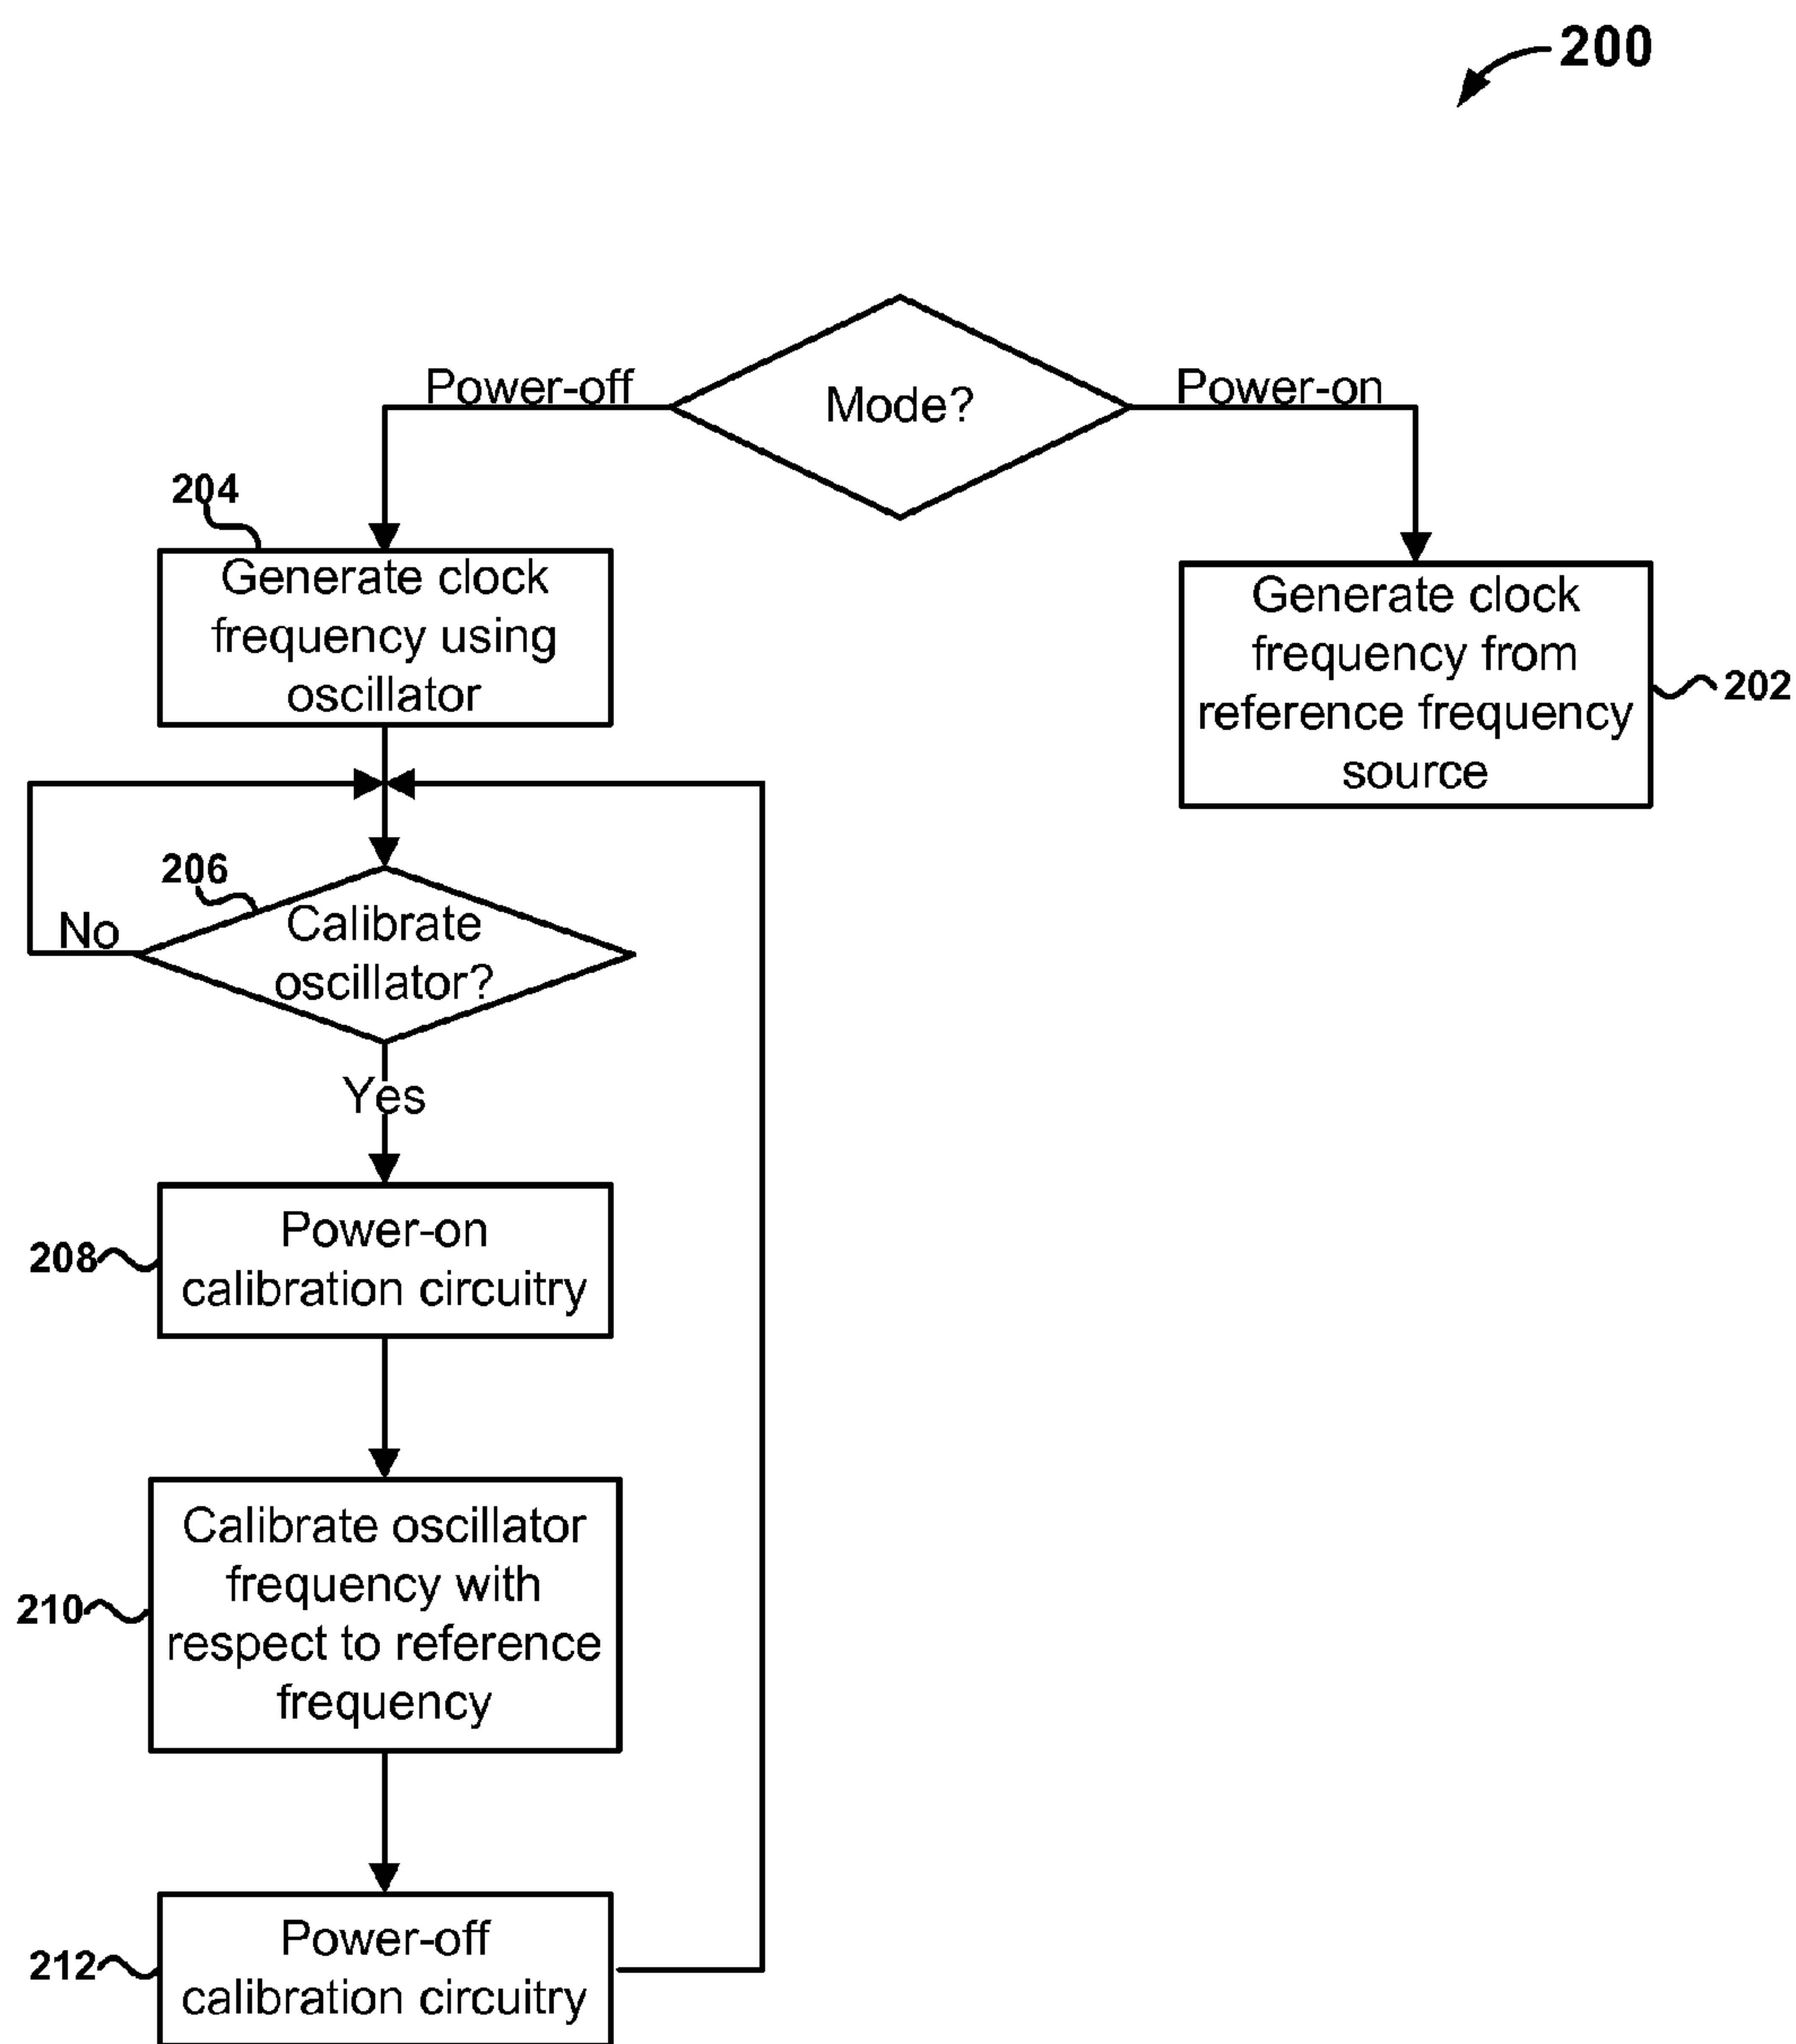 200
Mode?
Power-off
Power-on
204
Generate clock
frequency using
oscillator
Generate clock
frequency from
reference frequency
source
202
206
Calibrate
oscillator?
No
Yes
208
Power-on
calibration circuitry
210
Calibrate oscillator
frequency with
respect to reference
frequency
212
Power-off
calibration circuitry